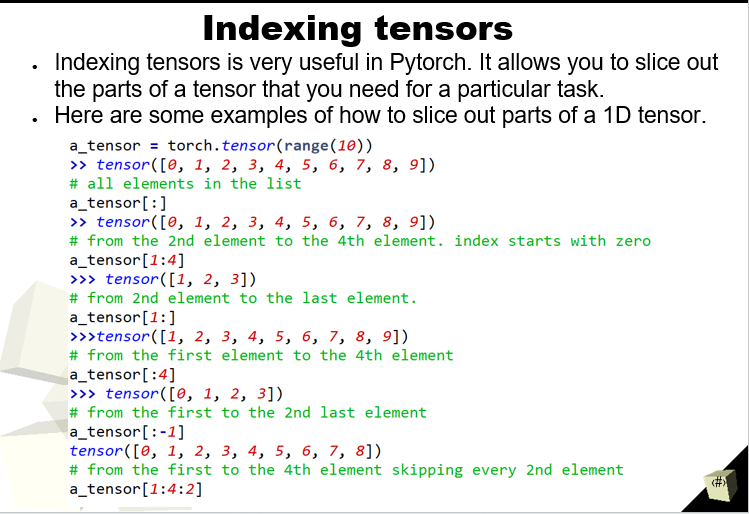 Indexing tensors
• Indexing tensors is very useful in Pytorch. It allows you to slice out
the parts of a tensor that you need for a particular task.
• Here are some examples of how to slice out parts of a 1D tensor.
a_tensor = torch.tensor(range(10))
>> tensor([0, 1, 2, 3, 4, 5, 6, 7, 8, 9])
# all elements in the list
a_tensor[:]
>> tensor([0, 1, 2, 3, 4, 5, 6, 7, 8, 9])
# from the 2nd element to the 4th element. index starts with zero
a_tensor[1:4]
>>> tensor([1, 2, 3])
# from 2nd element to the last element.
a_tensor[1:]
>>>tensor([1, 2, 3, 4, 5, 6, 7, 8, 9])
# from the first element to the 4th element
a_tensor[:4]
>>> tensor([0, 1, 2, 3])
# from the first to the 2nd last element
a_tensor[:-1]
tensor([0, 1, 2, 3, 4, 5, 6, 7, 8])
# from the first to the 4th element skipping every 2nd element
a_tensor[1:4:2]
(#)